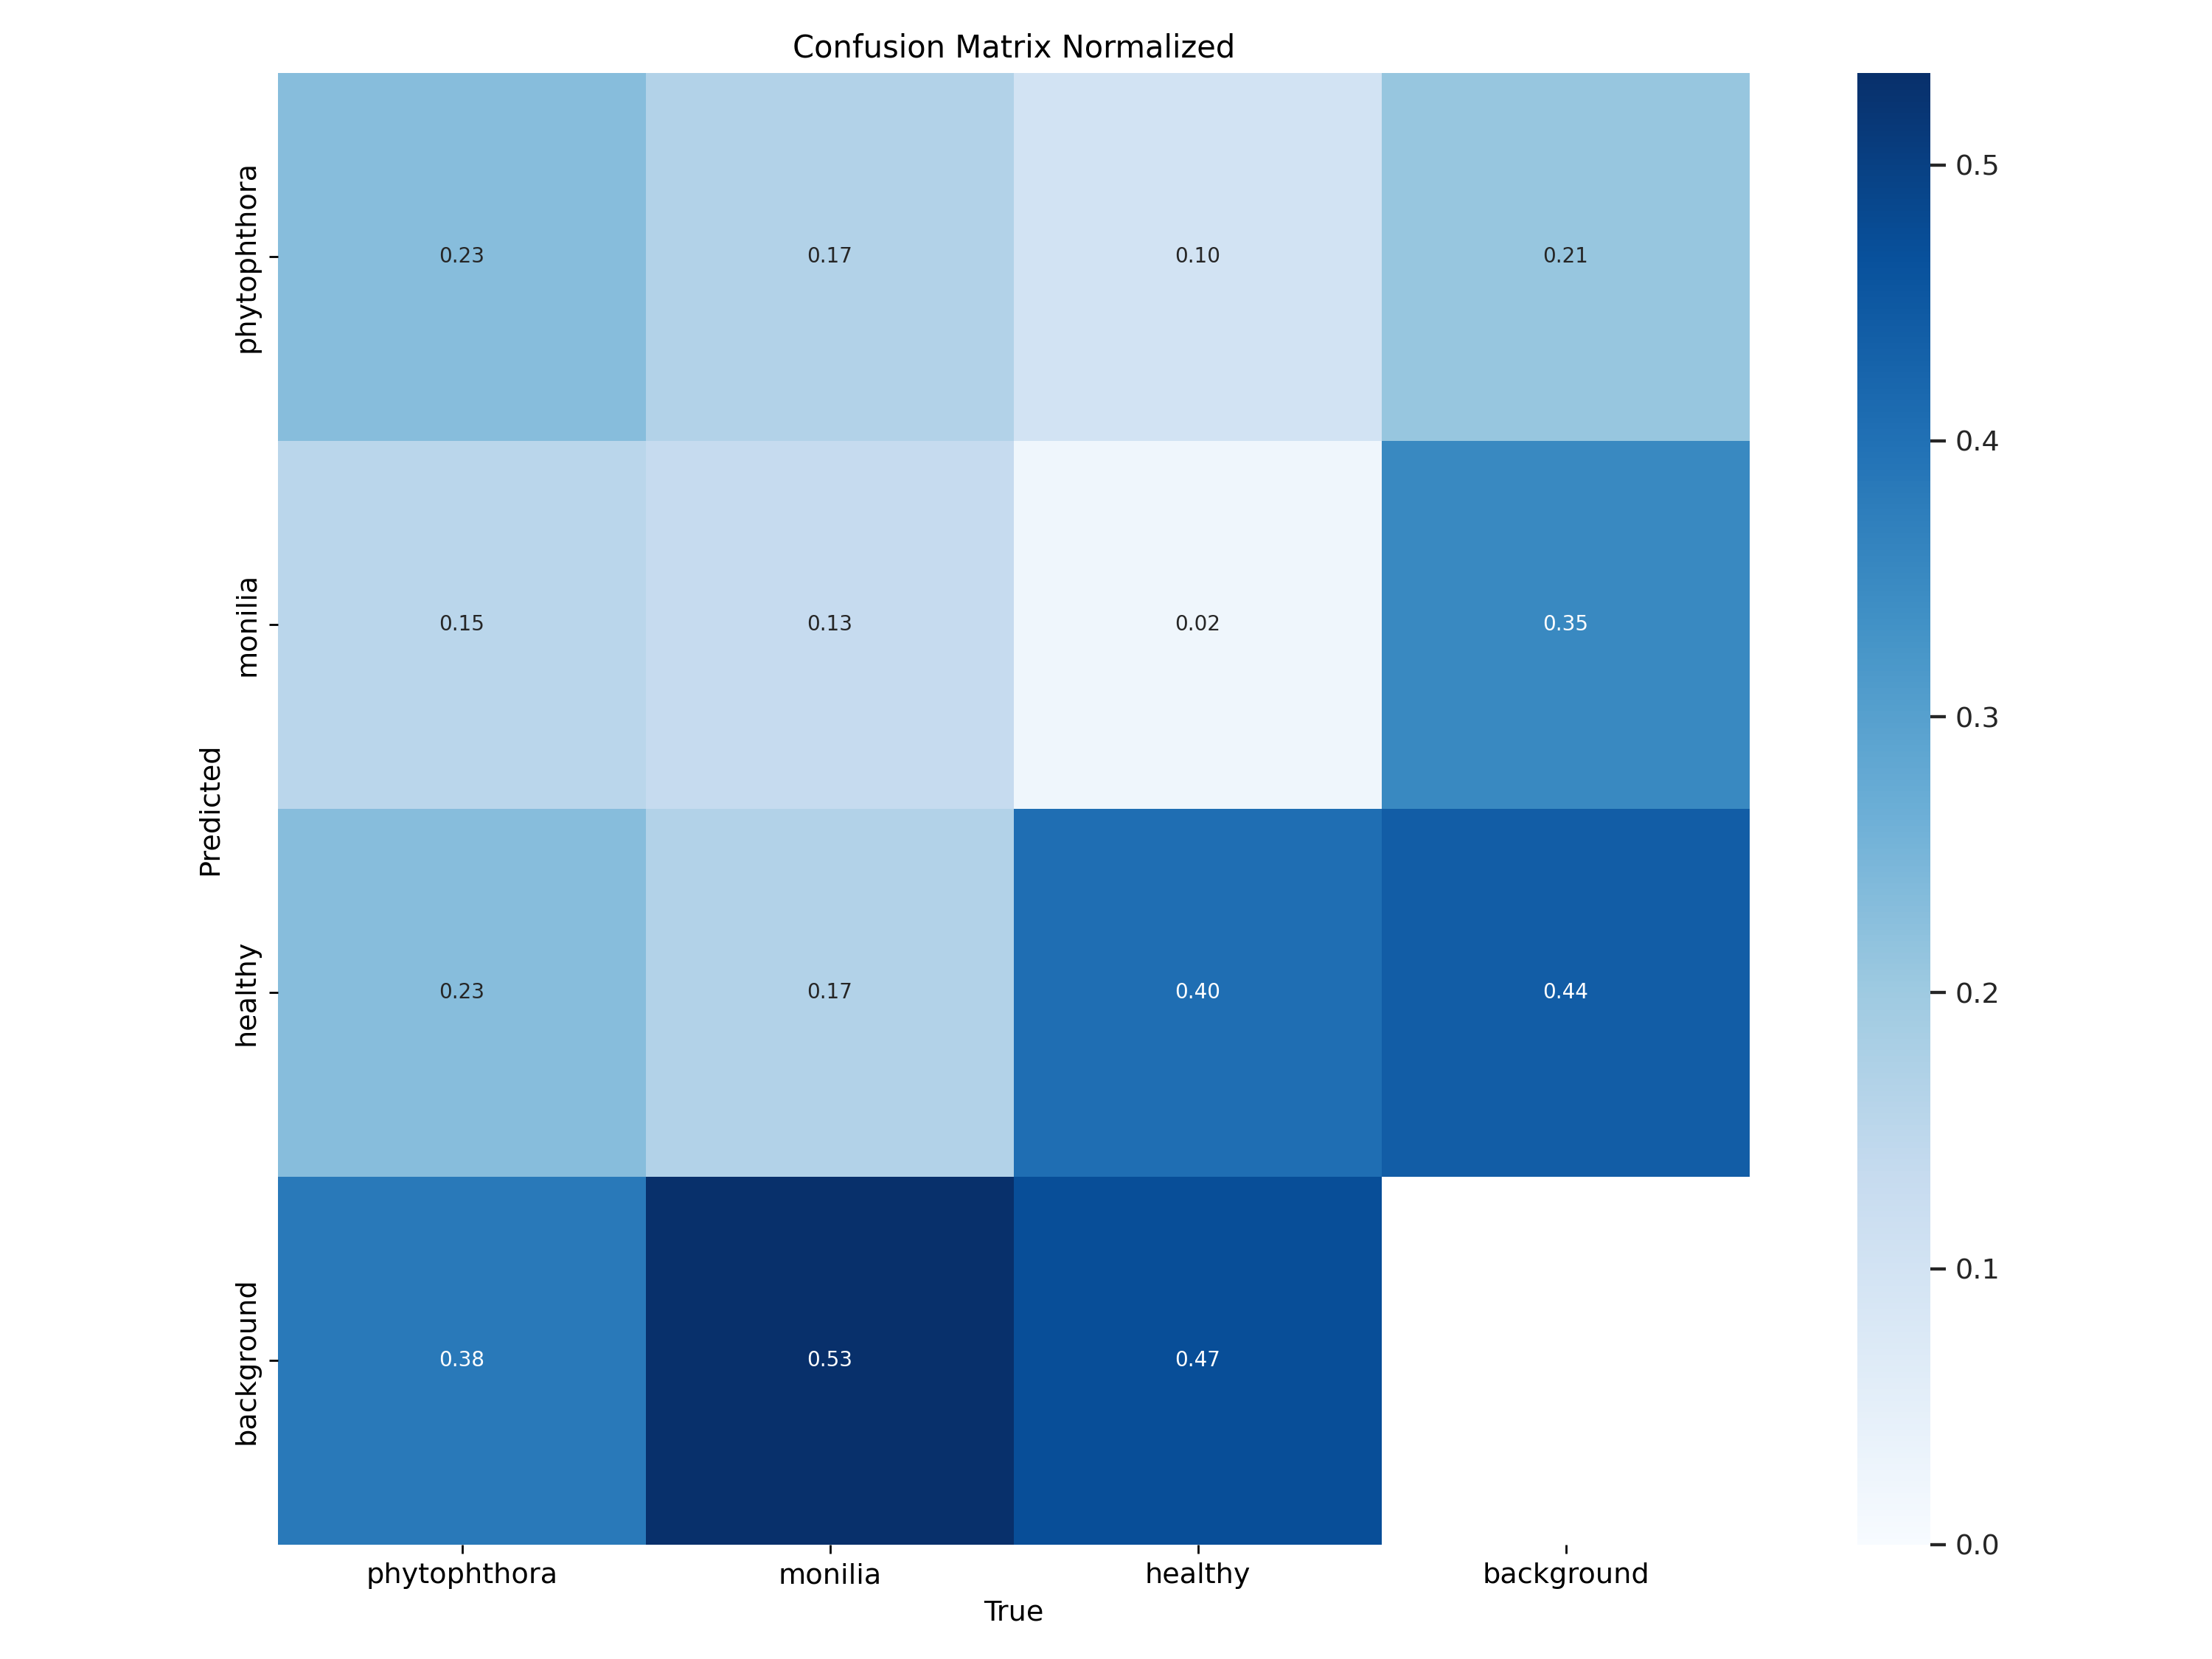 Confusion Matrix Normalized
phytophthora
0.23
0.17
0.10
0.21
monilia
0.15
0.13
0.02
0.35
healthy
0.23
0.17
0.40
0.44
background
0.38
0.53
0.47
Predicted
phytophthora
monilia
healthy
background
True
0.5
0.4
0.3
0.2
0.1
0.0